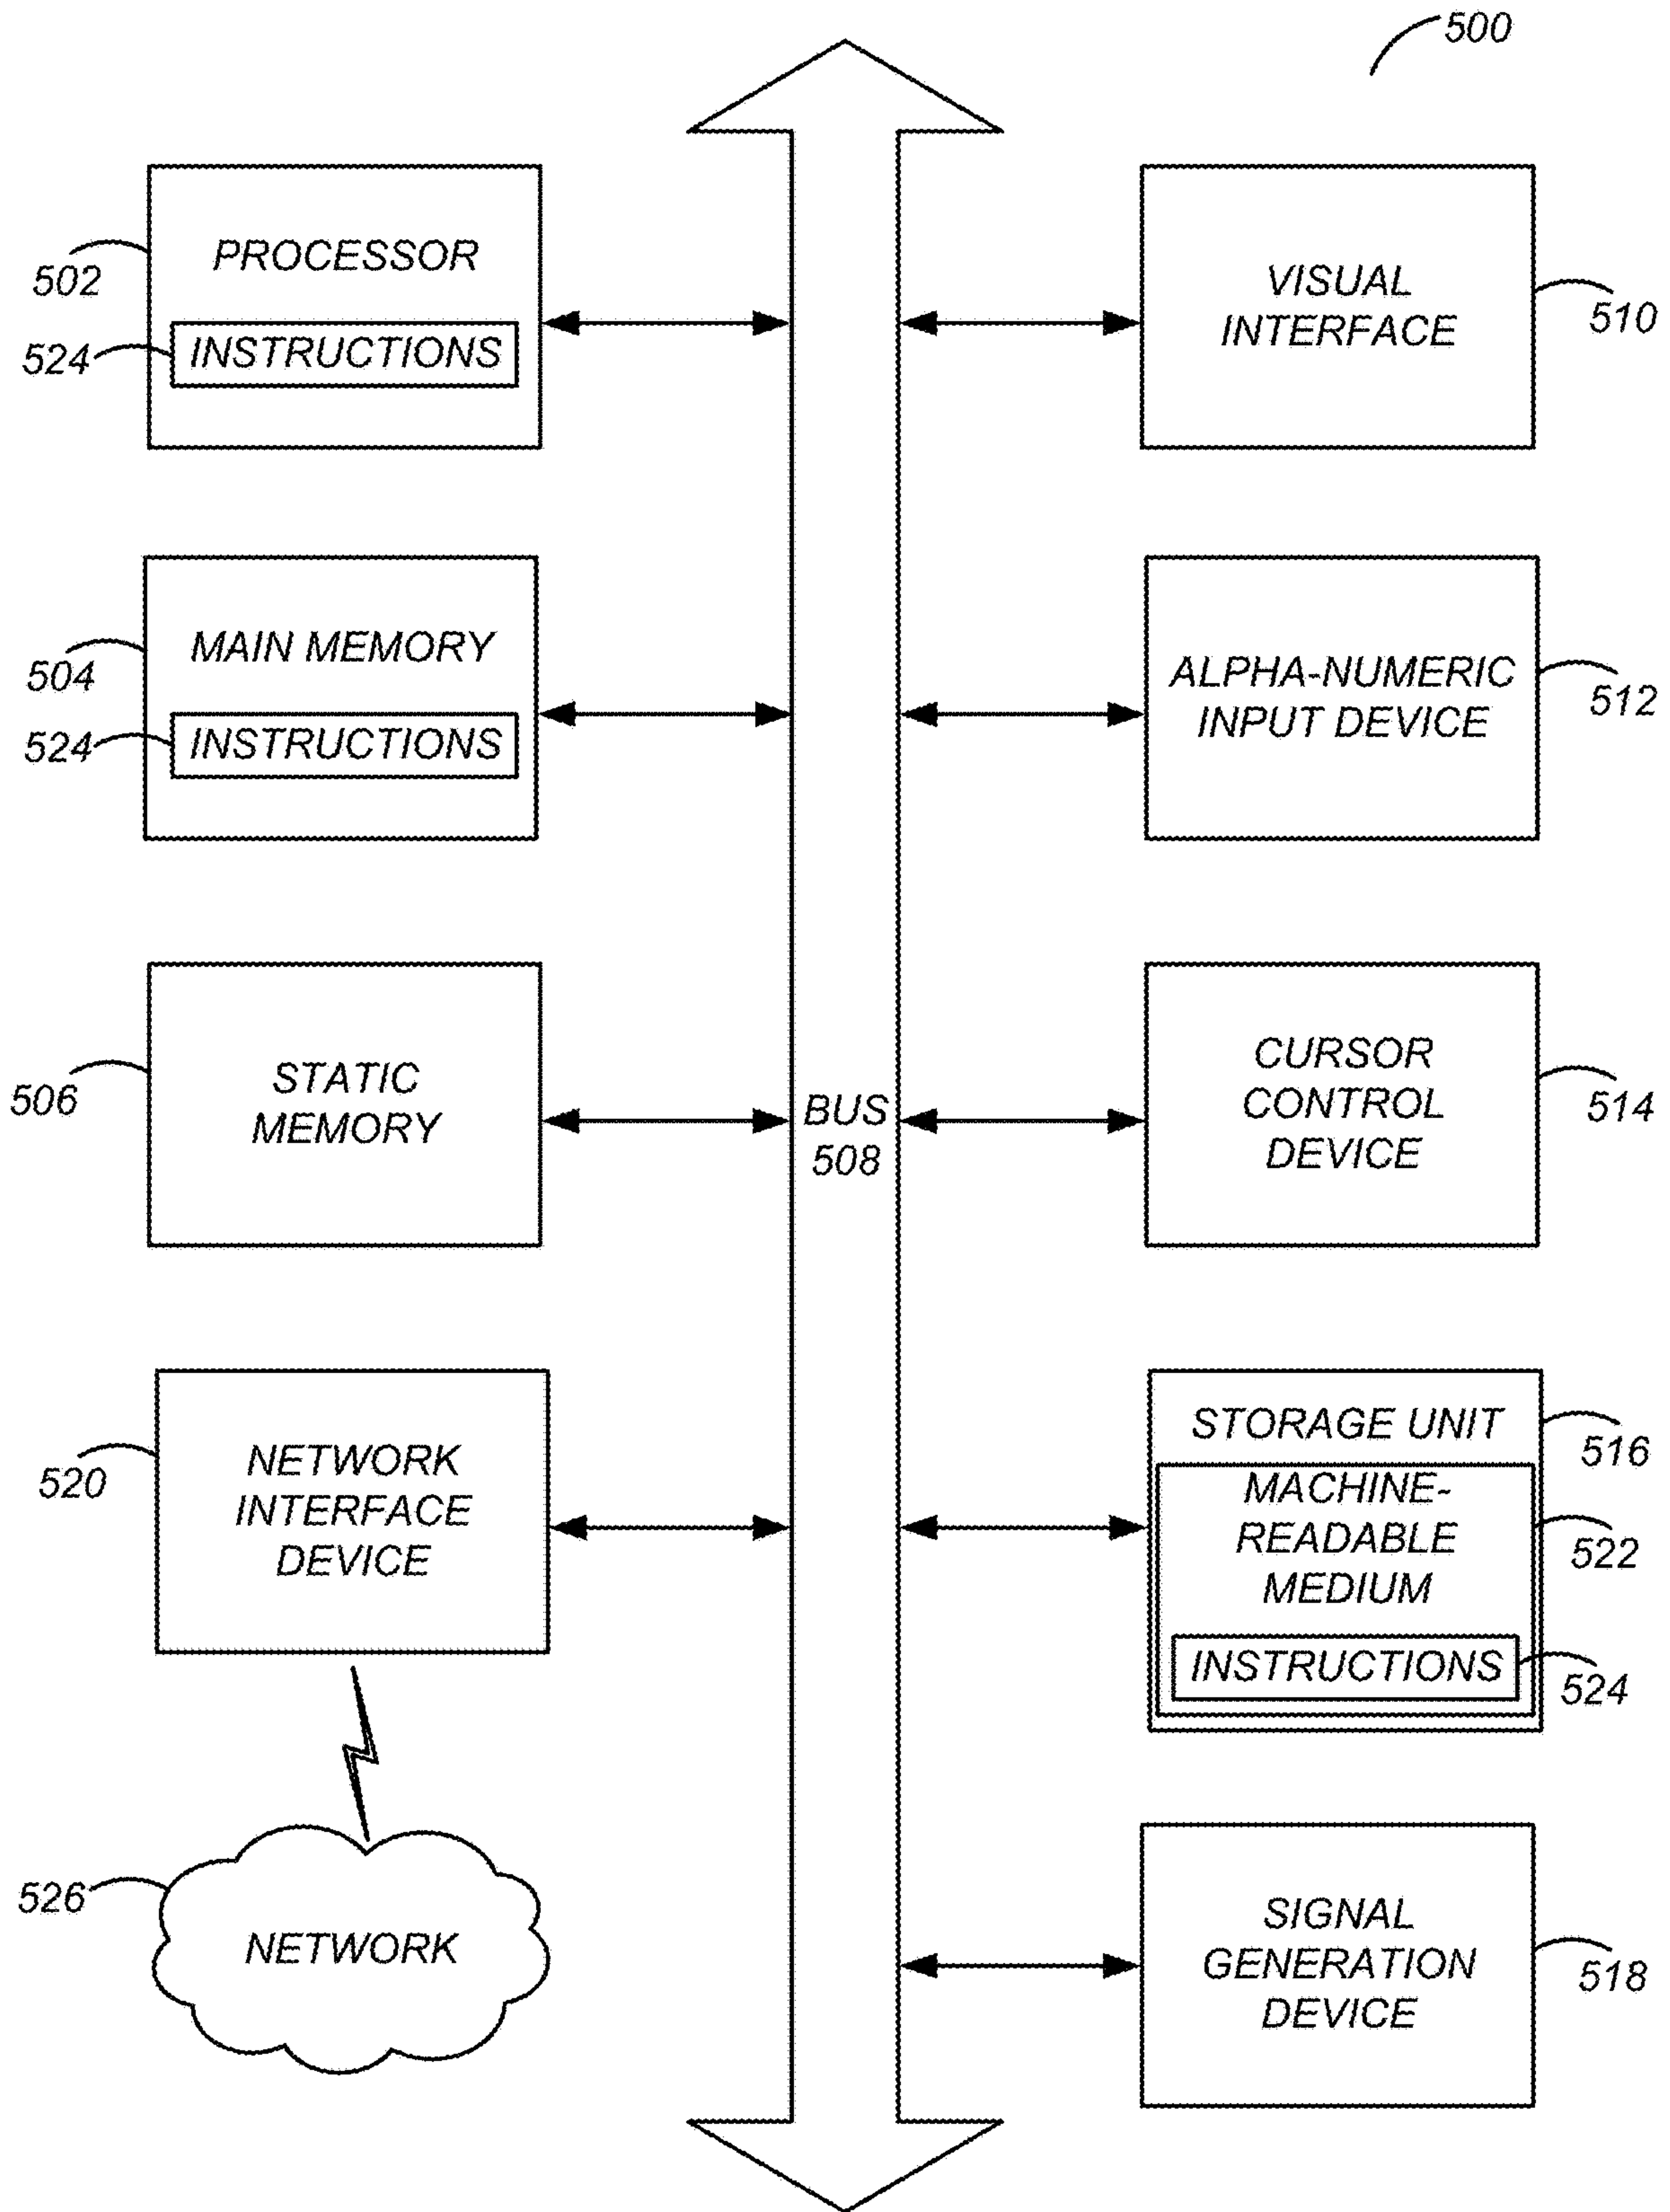 500
PROCESSOR
502
524
INSTRUCTIONS
VISUAL
INTERFACE
510
MAIN MEMORY
504
524
INSTRUCTIONS
ALPHA-NUMERIC
INPUT DEVICE
512
STATIC
MEMORY
506
BUS
508
CURSOR
CONTROL
DEVICE
514
NETWORK
INTERFACE
DEVICE
520
STORAGE UNIT
516
MACHINE-
READABLE
MEDIUM
522
INSTRUCTIONS
524
526
NETWORK
SIGNAL
GENERATION
DEVICE
518